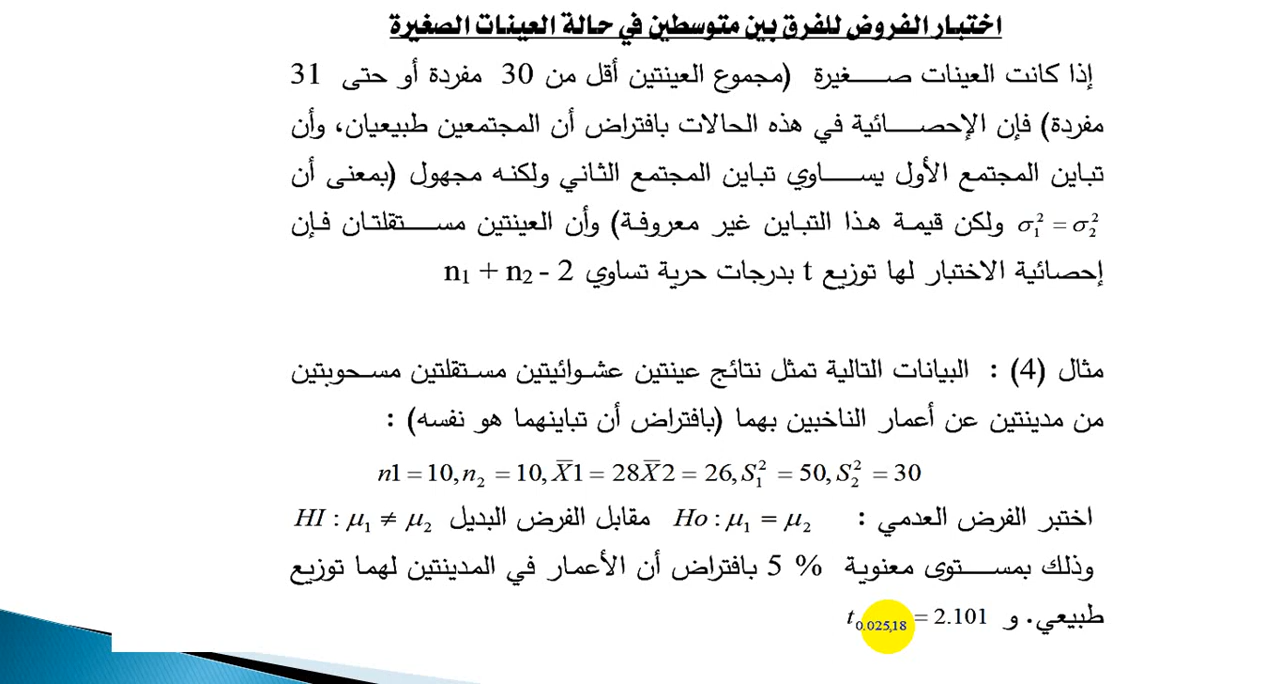 اختبار الفروض للفرق بين متوسطين في حالة العينات الصغيرة
إذا كانت العينات صغيرة (مجموع العينتين أقل من 30 مفردة أو حتى 31
مفردة) فإن الإحصائية في هذه الحالات بافتراض أن المجتمعين طبيعيان، وأن
تباين المجتمع الأول يساوي تباين المجتمع الثاني ولكنه مجهول (بمعنى أن
σ₁² = σ₂² ولكن قيمة هذا التباين غير معروفة) وأن العينتين مستقلتان فإن
إحصائية الاختبار لها توزيع t بدرجات حرية تساوي n1 + n2 - 2
مثال (4) : البيانات التالية تمثل نتائج عينتين عشوائيتين مستقلتين مسحوبتين
من مدينتين عن أعمار الناخبين بهما (بافتراض أن تباينهما هو نفسه) :
n1 = 10, n₂ = 10, X̅1 = 28 X̅2 = 26, S₁² = 50, S₂² = 30
اختبر الفرض العدمي : Ho : μ₁ = μ₂ مقابل الفرض البديل HI : μ₁ ≠ μ₂
وذلك بمستوى معنوية % 5 بافتراض أن الأعمار في المدينتين لهما توزيع
طبيعي. و t0.025,18 = 2.101